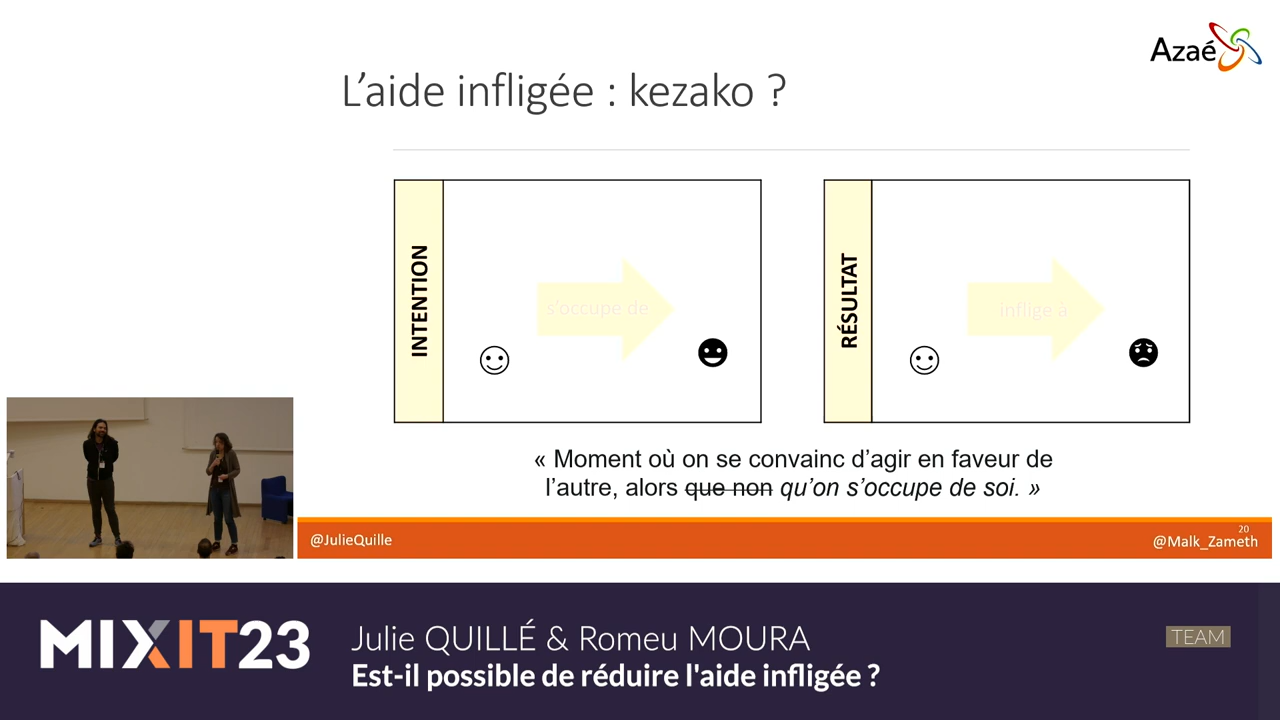 Azaé
L'aide infligée : kezako ?
INTENTION
s'occupe de
RÉSULTAT
inflige à
« Moment où on se convainc d'agir en faveur de
l'autre, alors que non qu'on s'occupe de soi. »
@JulieQuille
20
@Malk_Zameth
MIXIT23
Julie QUILLÉ & Romeu MOURA
Est-il possible de réduire l'aide infligée ?
TEAM